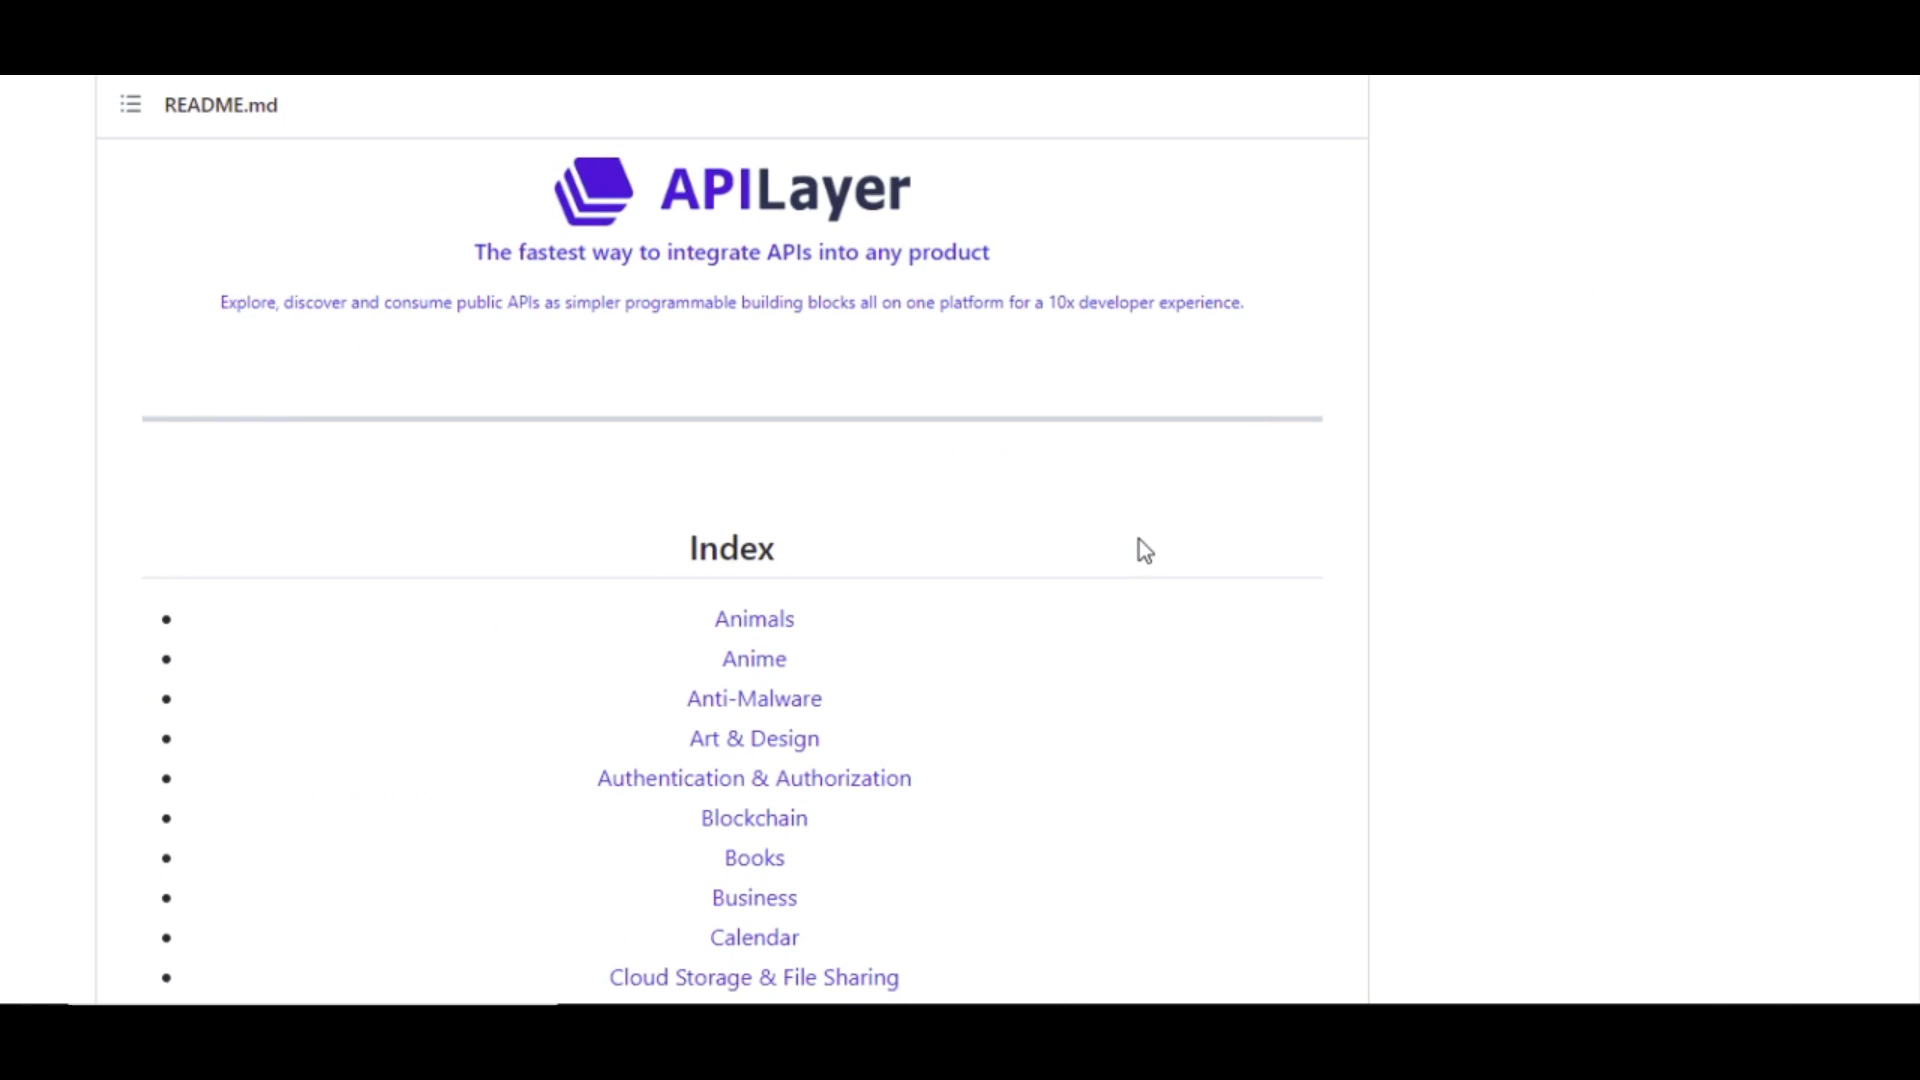 README.md
APILayer
The fastest way to integrate APIs into any product
Explore, discover and consume public APIs as simpler programmable building blocks all on one platform for a 10x developer experience.
Index
Animals
Anime
Anti-Malware
Art & Design
Authentication & Authorization
Blockchain
Books
Business
Calendar
Cloud Storage & File Sharing